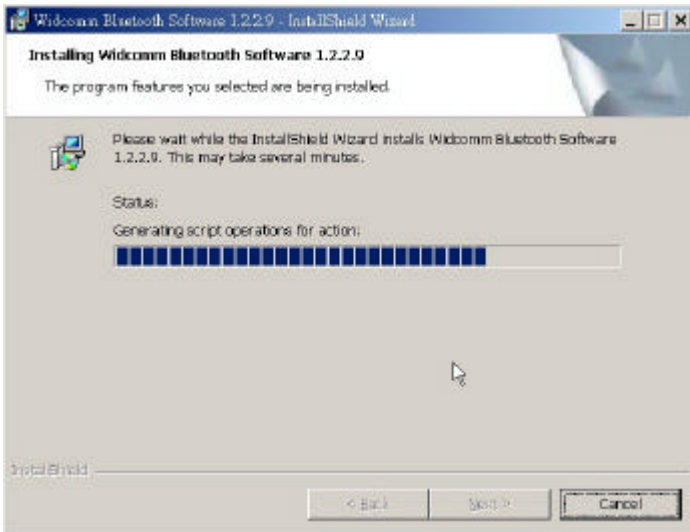 Widcomm Bluetooth Software 1.2.2.9 - InstallShield Wizard
Installing Widcomm Bluetooth Software 1.2.2.9
The program features you selected are being installed.
Please wait while the InstallShield Wizard installs Widcomm Bluetooth Software
1.2.2.9. This may take several minutes.
Status:
Generating script operations for action:
InstallShield
< Back
Next >
Cancel